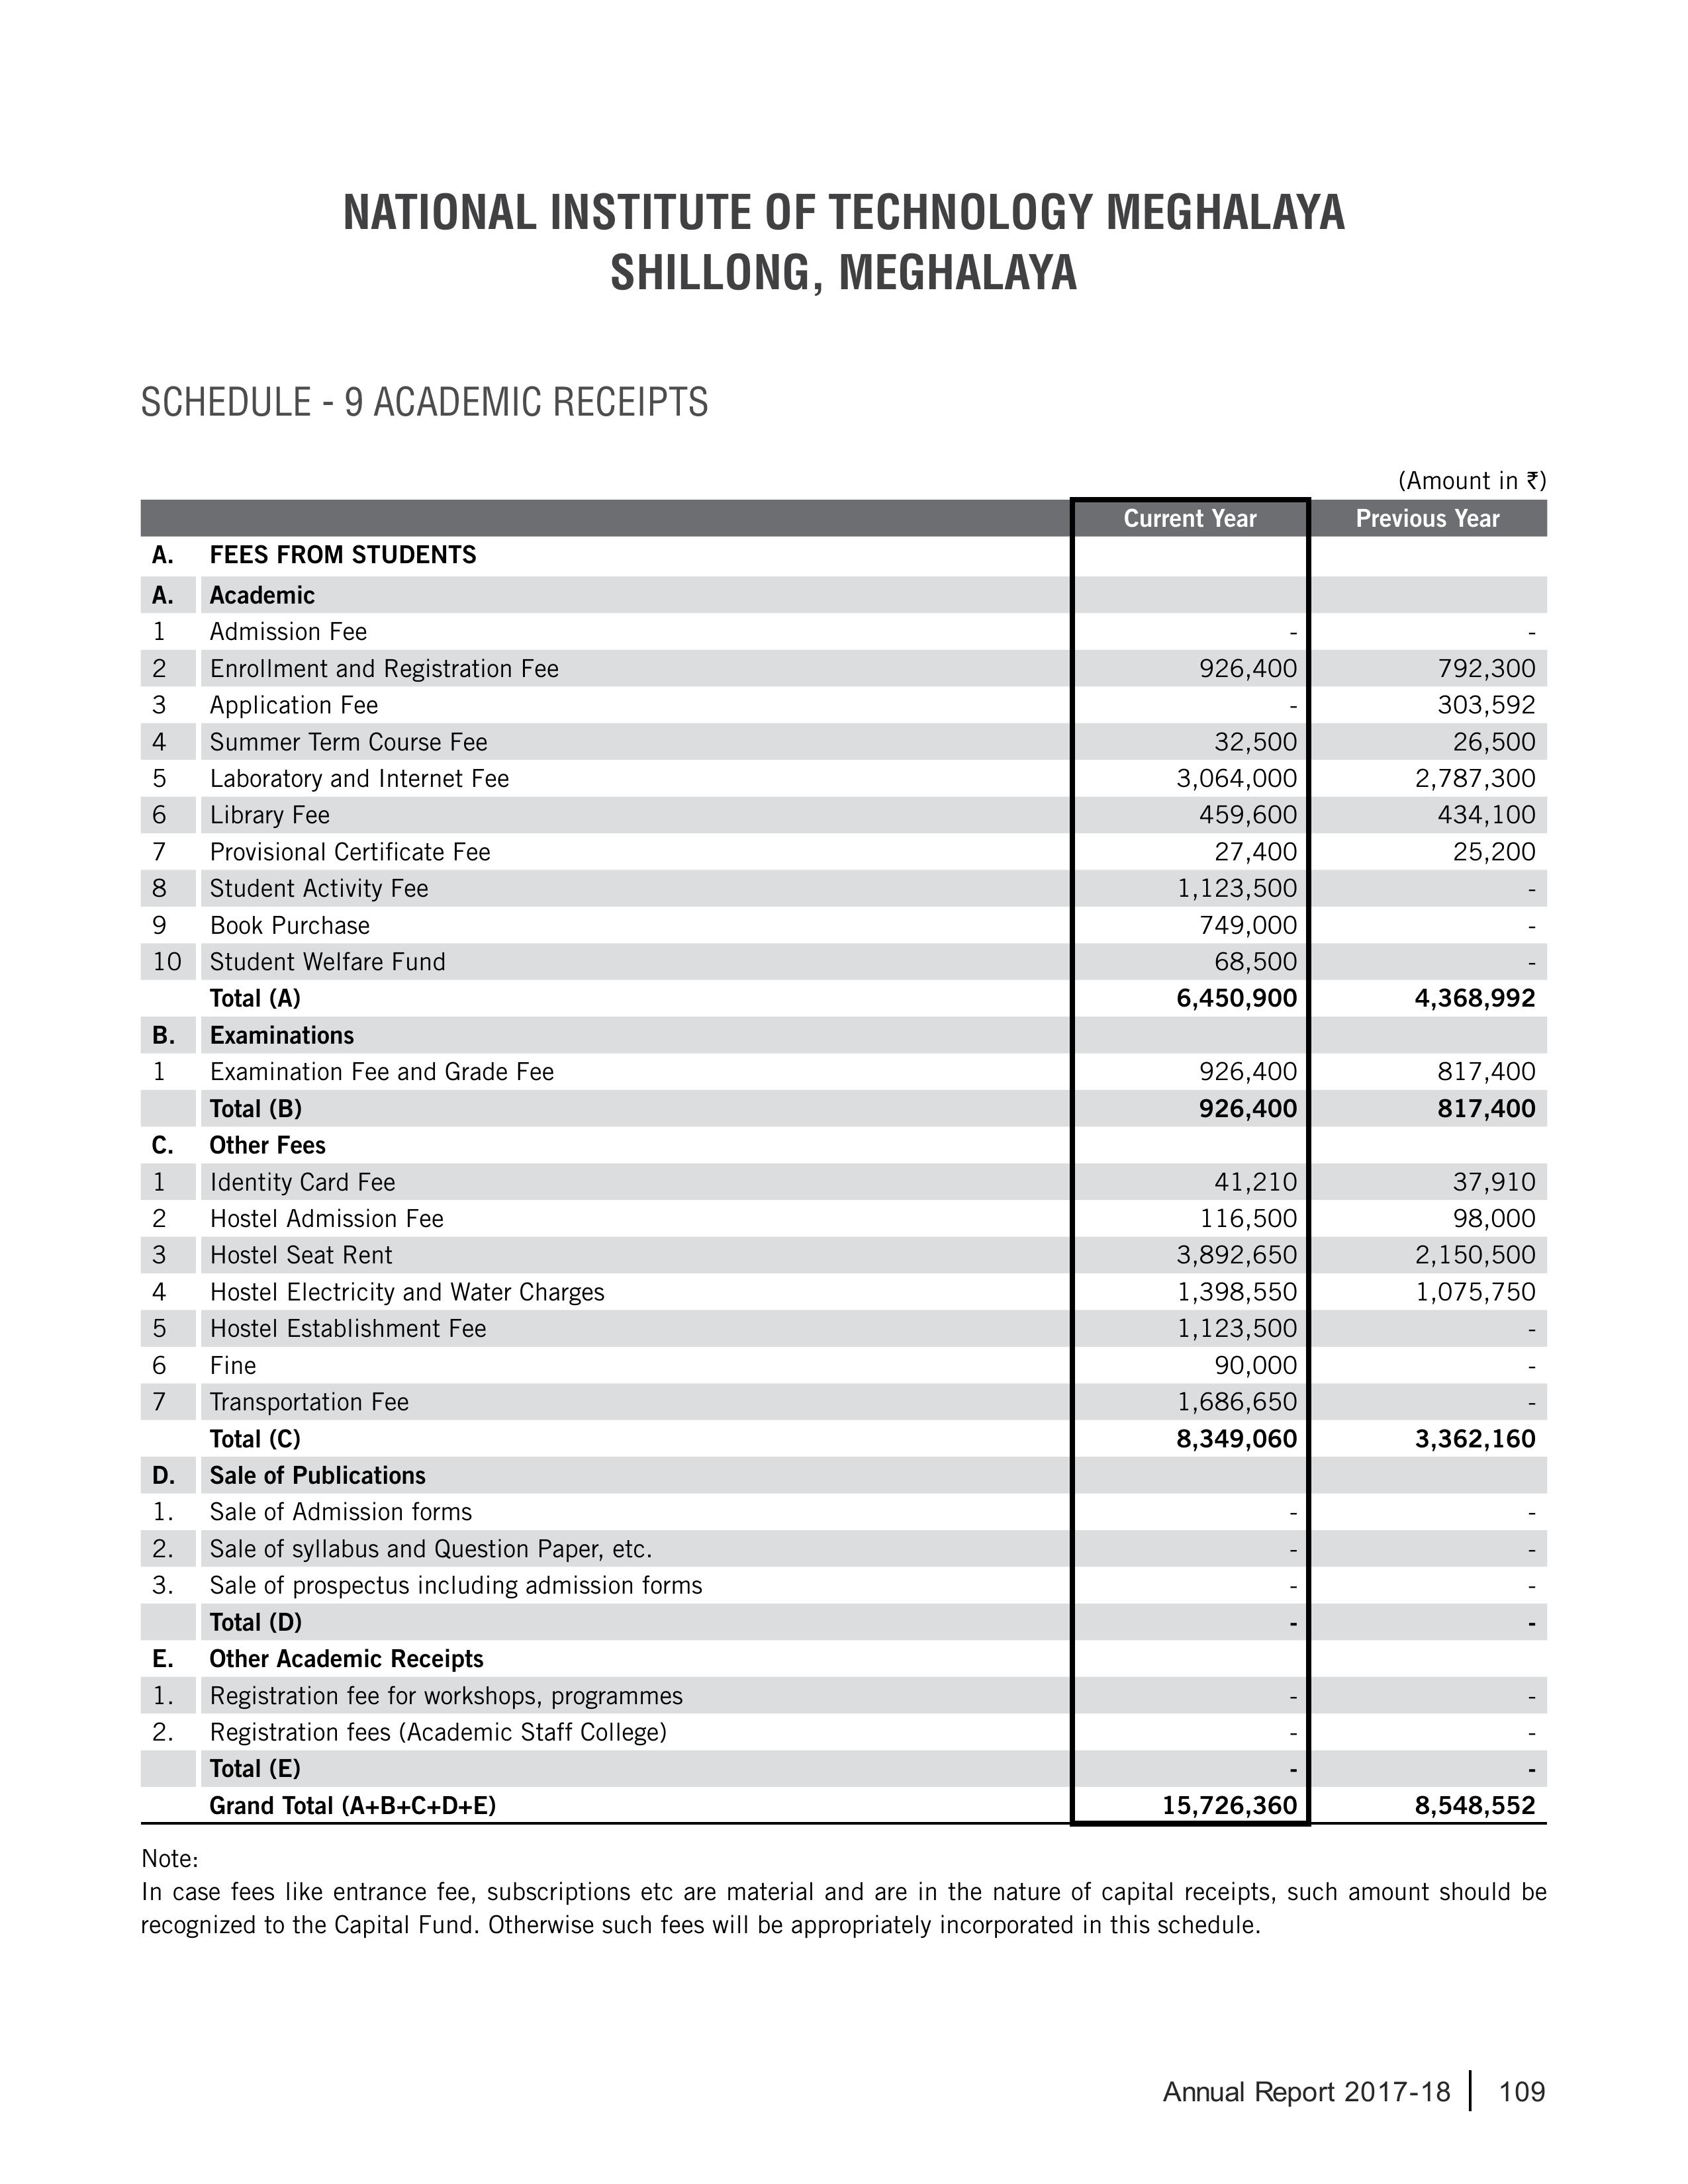 NATIONAL INSTITUTE OF TECHNOLOGY MEGHALAYA
SHILLONG, MEGHALAYA
SCHEDULE - 9 ACADEMIC RECEIPTS
(Amount in ₹)
Current Year Previous Year
A. FEES FROM STUDENTS
A. Academic
1 Admission Fee - -
2 Enrollment and Registration Fee 926,400 792,300
3 Application Fee - 303,592
4 Summer Term Course Fee 32,500 26,500
5 Laboratory and Internet Fee 3,064,000 2,787,300
6 Library Fee 459,600 434,100
7 Provisional Certificate Fee 27,400 25,200
8 Student Activity Fee 1,123,500 -
9 Book Purchase 749,000 -
10 Student Welfare Fund 68,500 -
Total (A) 6,450,900 4,368,992
B. Examinations
1 Examination Fee and Grade Fee 926,400 817,400
Total (B) 926,400 817,400
C. Other Fees
1 Identity Card Fee 41,210 37,910
2 Hostel Admission Fee 116,500 98,000
3 Hostel Seat Rent 3,892,650 2,150,500
4 Hostel Electricity and Water Charges 1,398,550 1,075,750
5 Hostel Establishment Fee 1,123,500 -
6 Fine 90,000 -
7 Transportation Fee 1,686,650 -
Total (C) 8,349,060 3,362,160
D. Sale of Publications
1. Sale of Admission forms - -
2. Sale of syllabus and Question Paper, etc. - -
3. Sale of prospectus including admission forms - -
Total (D) - -
E. Other Academic Receipts
1. Registration fee for workshops, programmes - -
2. Registration fees (Academic Staff College) - -
Total (E) - -
Grand Total (A+B+C+D+E) 15,726,360 8,548,552
Note:
In case fees like entrance fee, subscriptions etc are material and are in the nature of capital receipts, such amount should be
recognized to the Capital Fund. Otherwise such fees will be appropriately incorporated in this schedule.
Annual Report 2017-18 109